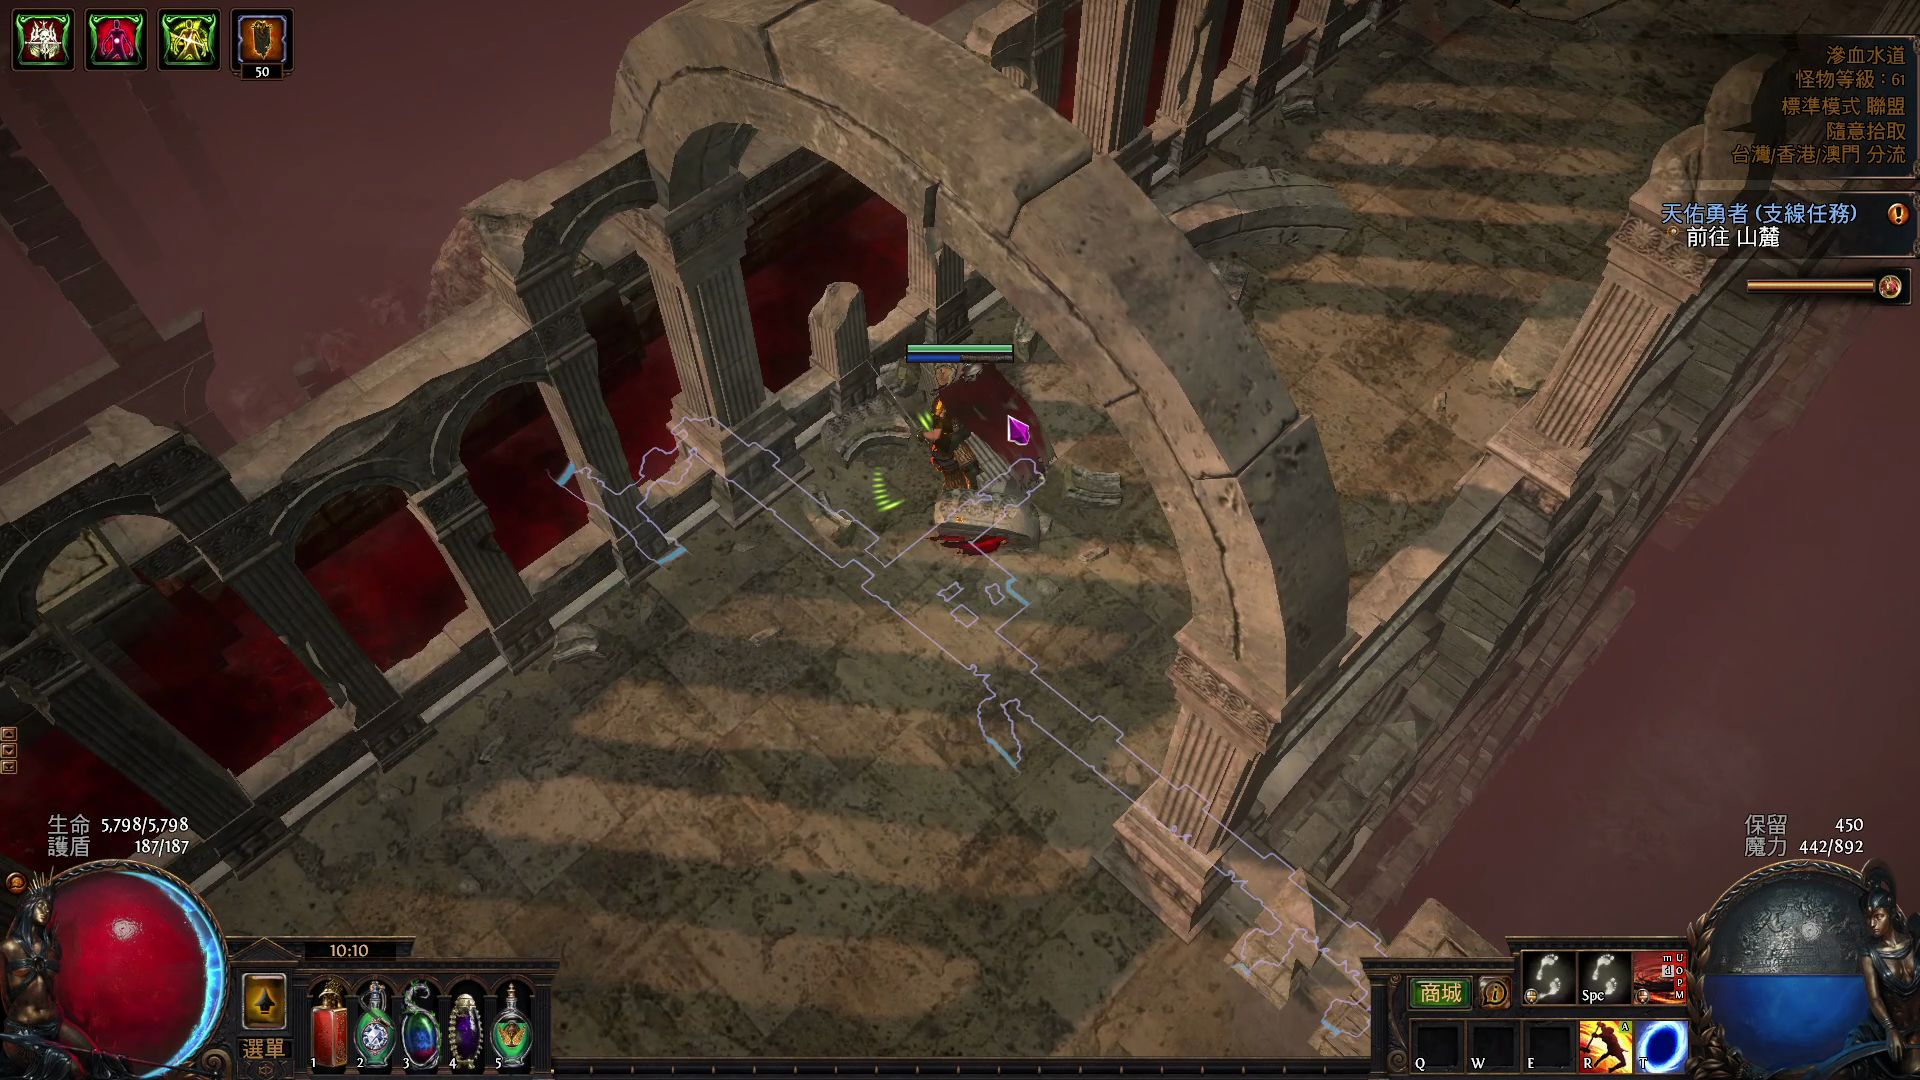 50
滲血水道
怪物等級：61
標準模式 聯盟
隨意拾取
台灣/香港/澳門 分流
天佑勇者 (支線任務)
前往 山麓
生命 5,798/5,798
護盾 187/187
保留 450
魔力 442/892
10:10
選單
1 2 3 4 5
商城
Spc
m U
d O
P
M
Q W E R T
A